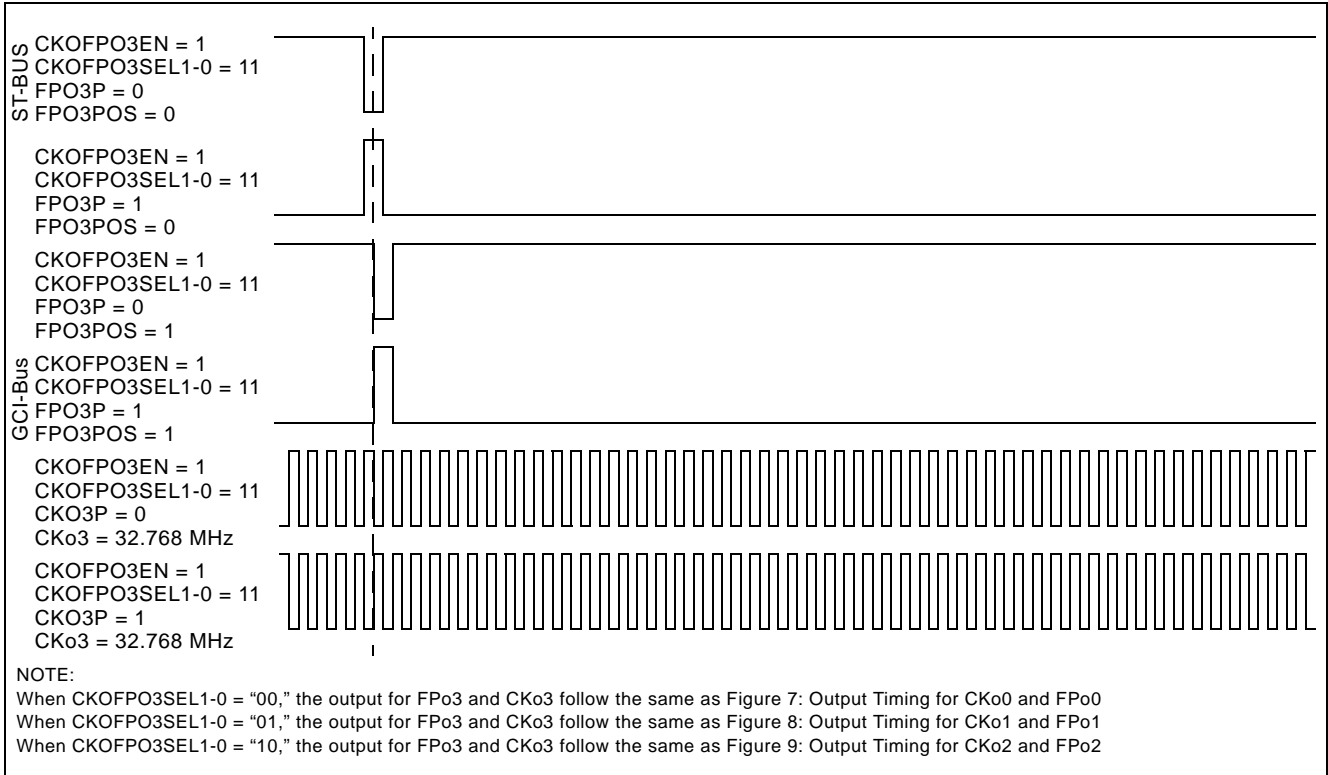 ST-BUS
CKOFPO3EN = 1
CKOFPO3SEL1-0 = 11
FPO3P = 0
FPO3POS = 0
CKOFPO3EN = 1
CKOFPO3SEL1-0 = 11
FPO3P = 1
FPO3POS = 0
CKOFPO3EN = 1
CKOFPO3SEL1-0 = 11
FPO3P = 0
FPO3POS = 1
GCI-Bus
CKOFPO3EN = 1
CKOFPO3SEL1-0 = 11
FPO3P = 1
FPO3POS = 1
CKOFPO3EN = 1
CKOFPO3SEL1-0 = 11
CKO3P = 0
CKo3 = 32.768 MHz
CKOFPO3EN = 1
CKOFPO3SEL1-0 = 11
CKO3P = 1
CKo3 = 32.768 MHz
NOTE:
When CKOFPO3SEL1-0 = “00,” the output for FPo3 and CKo3 follow the same as Figure 7: Output Timing for CKo0 and FPo0
When CKOFPO3SEL1-0 = “01,” the output for FPo3 and CKo3 follow the same as Figure 8: Output Timing for CKo1 and FPo1
When CKOFPO3SEL1-0 = “10,” the output for FPo3 and CKo3 follow the same as Figure 9: Output Timing for CKo2 and FPo2